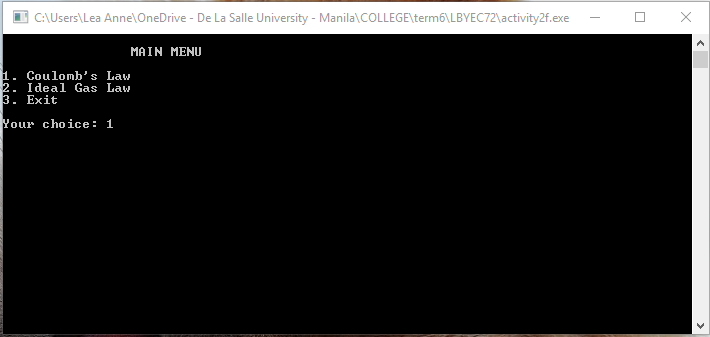 C:\Users\Lea Anne\OneDrive - De La Salle University - Manila\COLLEGE\term6\LBYEC72\activity2f.exe
MAIN MENU
1. Coulomb's Law
2. Ideal Gas Law
3. Exit
Your choice: 1